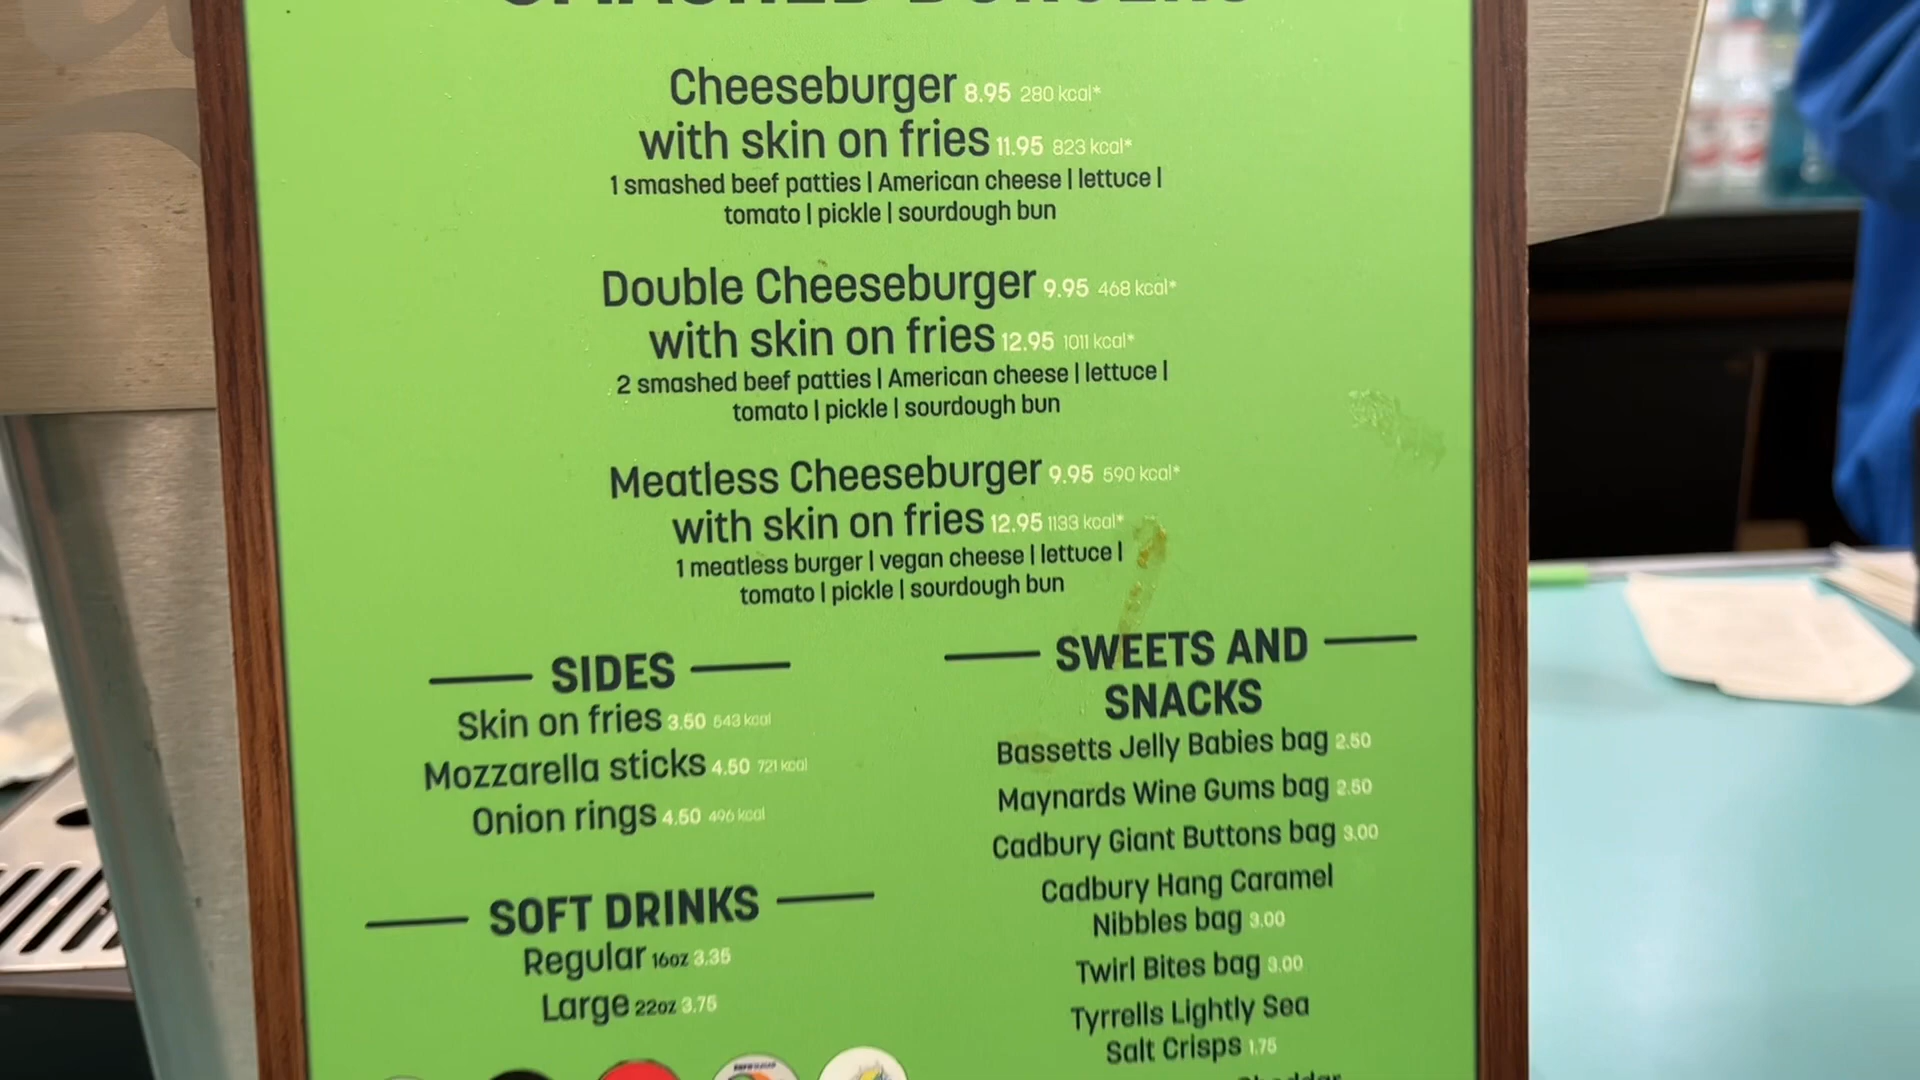 SMASHED BURGERS
Cheeseburger 8.95 280 kcal*
with skin on fries 11.95 823 kcal*
1 smashed beef patties | American cheese | lettuce |
tomato | pickle | sourdough bun
Double Cheeseburger 9.95 468 kcal*
with skin on fries 12.95 1011 kcal*
2 smashed beef patties | American cheese | lettuce |
tomato | pickle | sourdough bun
Meatless Cheeseburger 9.95 590 kcal*
with skin on fries 12.95 1133 kcal*
1 meatless burger | vegan cheese | lettuce |
tomato | pickle | sourdough bun
SIDES
Skin on fries 3.50 543 kcal
Mozzarella sticks 4.50 721 kcal
Onion rings 4.50 496 kcal
SOFT DRINKS
Regular 16oz 3.35
Large 22oz 3.75
SWEETS AND
SNACKS
Bassetts Jelly Babies bag 2.50
Maynards Wine Gums bag 2.50
Cadbury Giant Buttons bag 3.00
Cadbury Hang Caramel
Nibbles bag 3.00
Twirl Bites bag 3.00
Tyrrells Lightly Sea
Salt Crisps 1.75